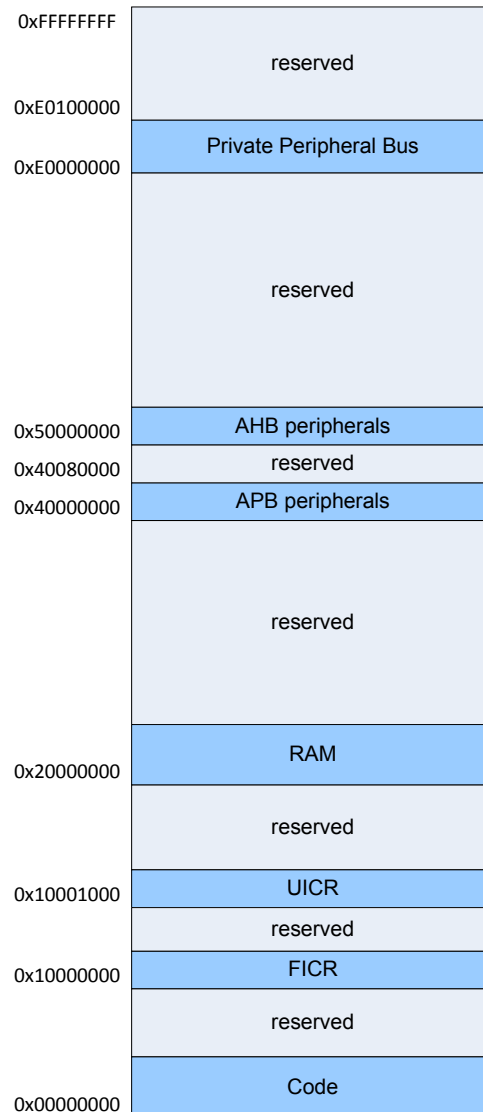 0xFFFFFFFF
reserved
0xE0100000
Private Peripheral Bus
0xE0000000
reserved
AHB peripherals
0x50000000
reserved
0x40080000
APB peripherals
0x40000000
reserved
RAM
0x20000000
reserved
UICR
0x10001000
reserved
FICR
0x10000000
reserved
Code
0x00000000